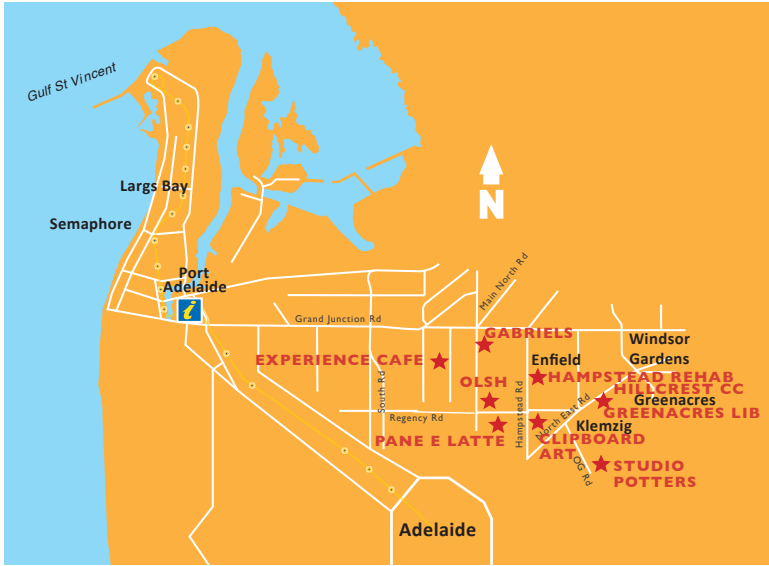 Gulf St Vincent
Largs Bay
Semaphore
Port
Adelaide
i
N
Main North Rd
Grand Junction Rd
GABRIELS
Windsor
Gardens
EXPERIENCE CAFE
Enfield
HAMPSTEAD REHAB
HILLCREST CC
OLSH
South Rd
Hampstead Rd
North East Rd
Greenacres
GREENACRES LIB
Regency Rd
Klemzig
PANE E LATTE
CLIPBOARD
ART
OG Rd
STUDIO
POTTERS
Adelaide